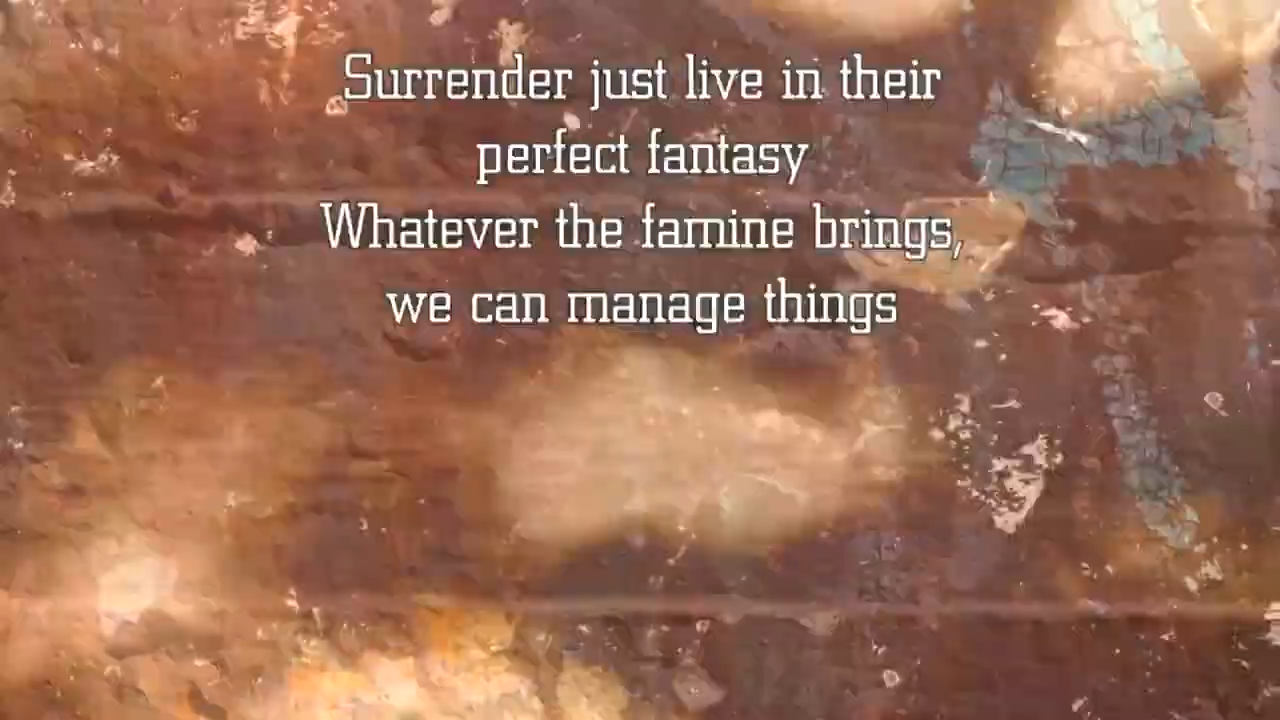 Surrender just live in their
perfect fantasy
Whatever the famine brings,
we can manage things